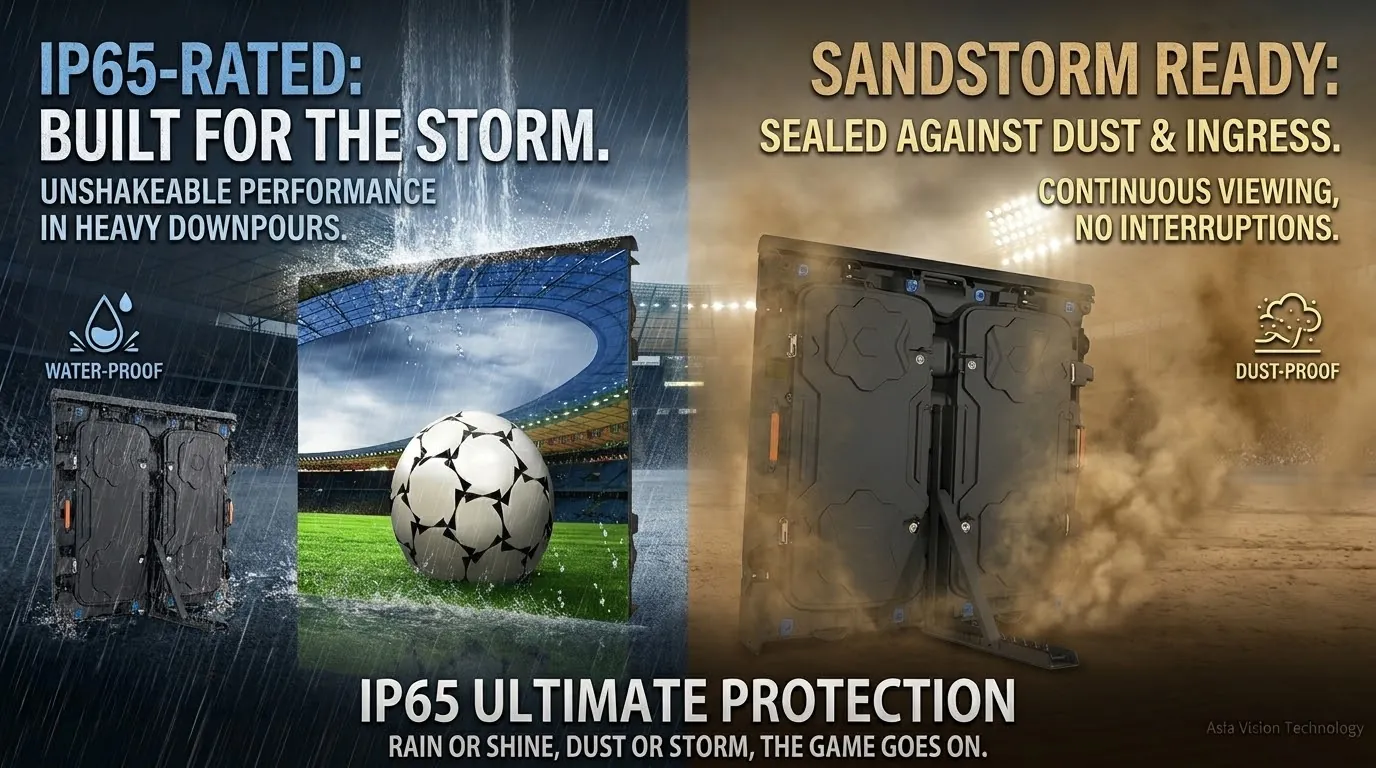 IP65-RATED:
BUILT FOR THE STORM.
UNSHAKEABLE PERFORMANCE
IN HEAVY DOWNPOURS.
WATER-PROOF
SANDSTORM READY:
SEALED AGAINST DUST & INGRESS.
CONTINUOUS VIEWING,
NO INTERRUPTIONS.
DUST-PROOF
IP65 ULTIMATE PROTECTION
RAIN OR SHINE, DUST OR STORM, THE GAME GOES ON.
Asta Vision Technology